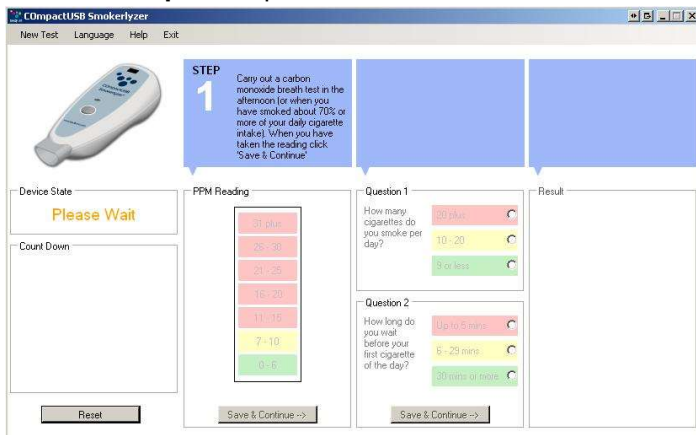 COmpactUSB Smokerlyzer
New Test Language Help Exit
STEP
1
Carry out a carbon
monoxide breath test in the
afternoon (or when you
have smoked about 70% or
more of your daily cigarette
intake). When you have
taken the reading click
'Save & Continue'
Device State
Please Wait
Count Down
Reset
PPM Reading
31 plus
26 - 30
21 - 25
16 - 20
11 - 15
7 - 10
0 - 6
Save & Continue -->
Question 1
How many
cigarettes do
you smoke per
day?
20 plus
10 - 20
9 or less
Question 2
How long do
you wait
before your
first cigarette
of the day?
Up to 5 mins
6 - 29 mins
30 mins or more
Save & Continue -->
Result